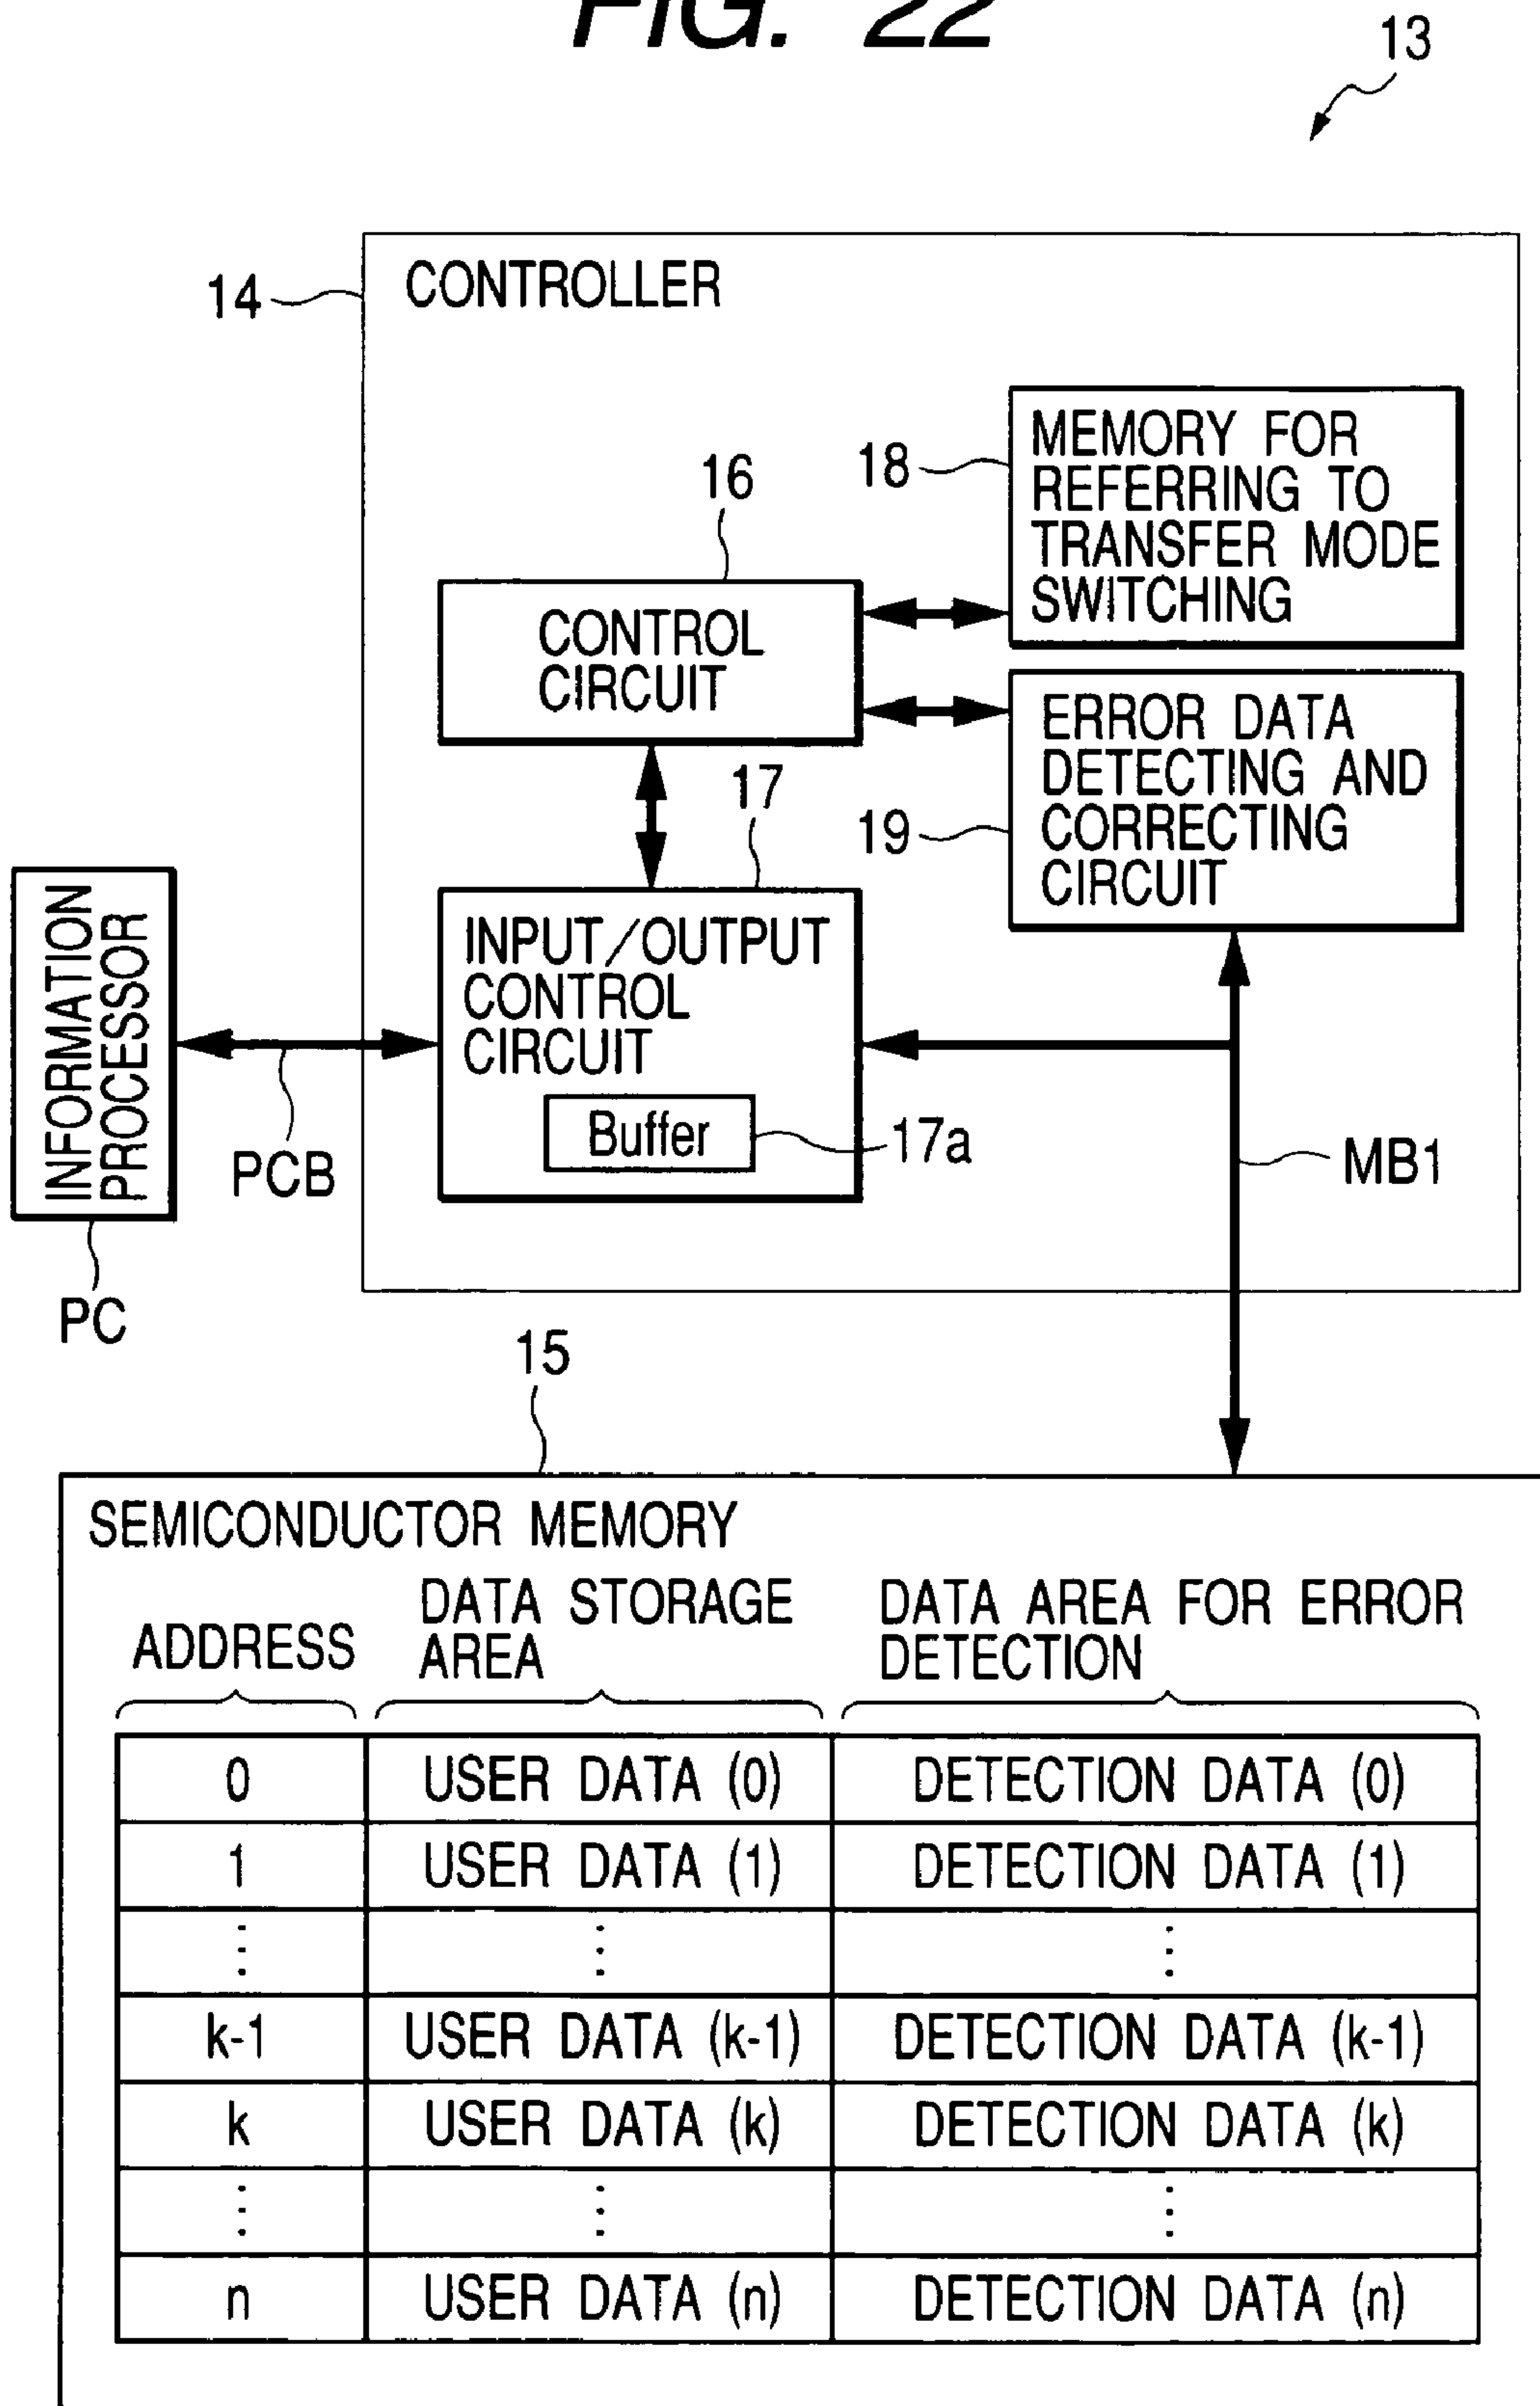 FIG. 22
13
14
CONTROLLER
MEMORY FOR
REFERRING TO
TRANSFER MODE
SWITCHING
18
16
CONTROL
CIRCUIT
ERROR DATA
DETECTING AND
CORRECTING
CIRCUIT
19
17
INPUT/OUTPUT
CONTROL
CIRCUIT
Buffer
17a
INFORMATION
PROCESSOR
PCB
PC
MB1
15
SEMICONDUCTOR MEMORY
ADDRESS
DATA STORAGE
AREA
DATA AREA FOR ERROR
DETECTION
0 USER DATA (0) DETECTION DATA (0)
1 USER DATA (1) DETECTION DATA (1)
⋮ ⋮ ⋮
k-1 USER DATA (k-1) DETECTION DATA (k-1)
k USER DATA (k) DETECTION DATA (k)
⋮ ⋮ ⋮
n USER DATA (n) DETECTION DATA (n)